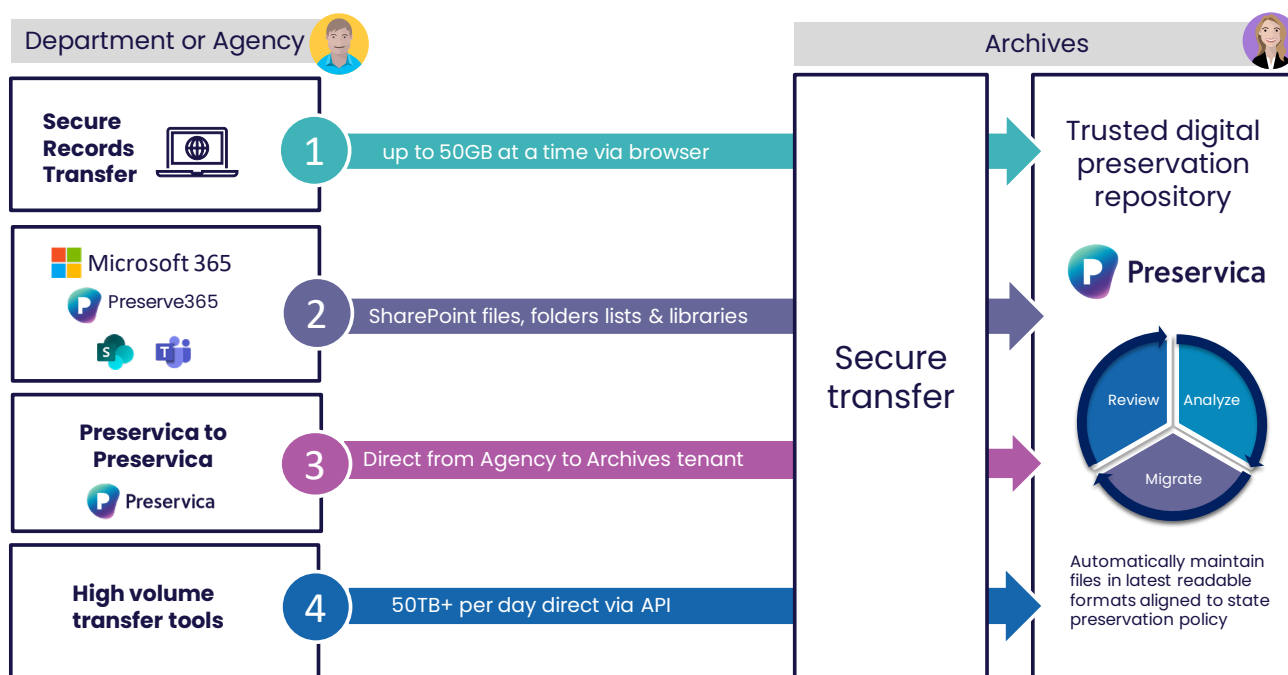 Department or Agency
Archives
Secure
Records
Transfer
1
up to 50GB at a time via browser
Microsoft 365
P
Preserve365
S
T
2
SharePoint files, folders lists & libraries
Preservica to
Preservica
P
Preservica
3
Direct from Agency to Archives tenant
High volume
transfer tools
4
50TB+ per day direct via API
Secure
transfer
Trusted digital
preservation
repository
P
Preservica
Review
Analyze
Migrate
Automatically maintain
files in latest readable
formats aligned to state
preservation policy